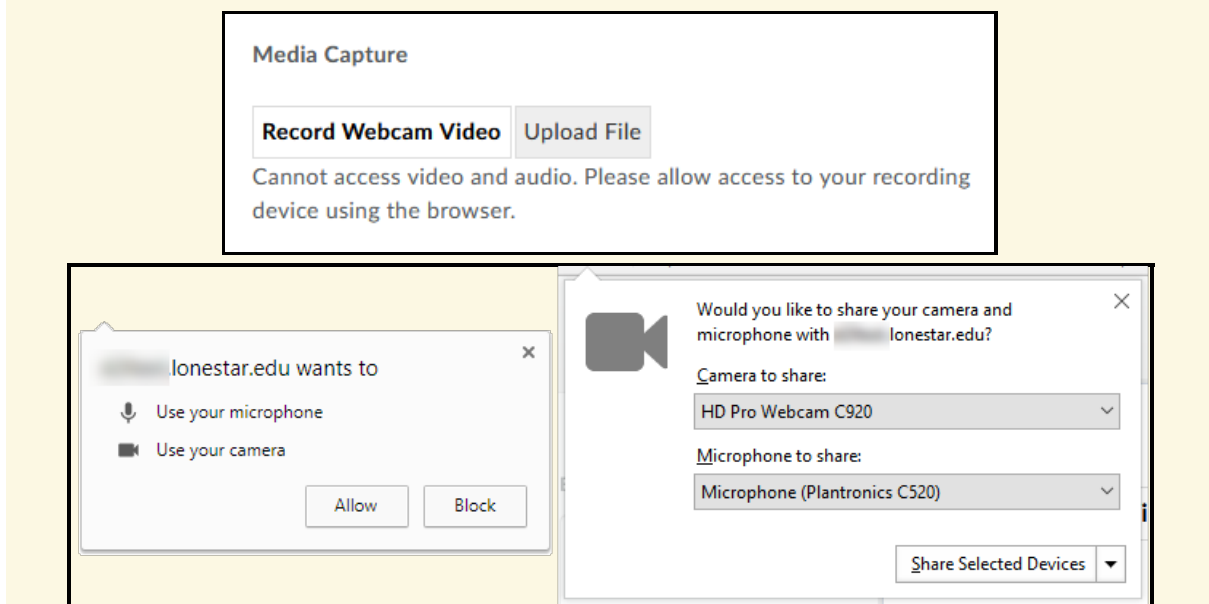 Media Capture
Record Webcam Video Upload File
Cannot access video and audio. Please allow access to your recording
device using the browser.
.lonestar.edu wants to
Use your microphone
Use your camera
Allow Block
Would you like to share your camera and
microphone with lonestar.edu?
Camera to share:
HD Pro Webcam C920
Microphone to share:
Microphone (Plantronics C520)
Share Selected Devices